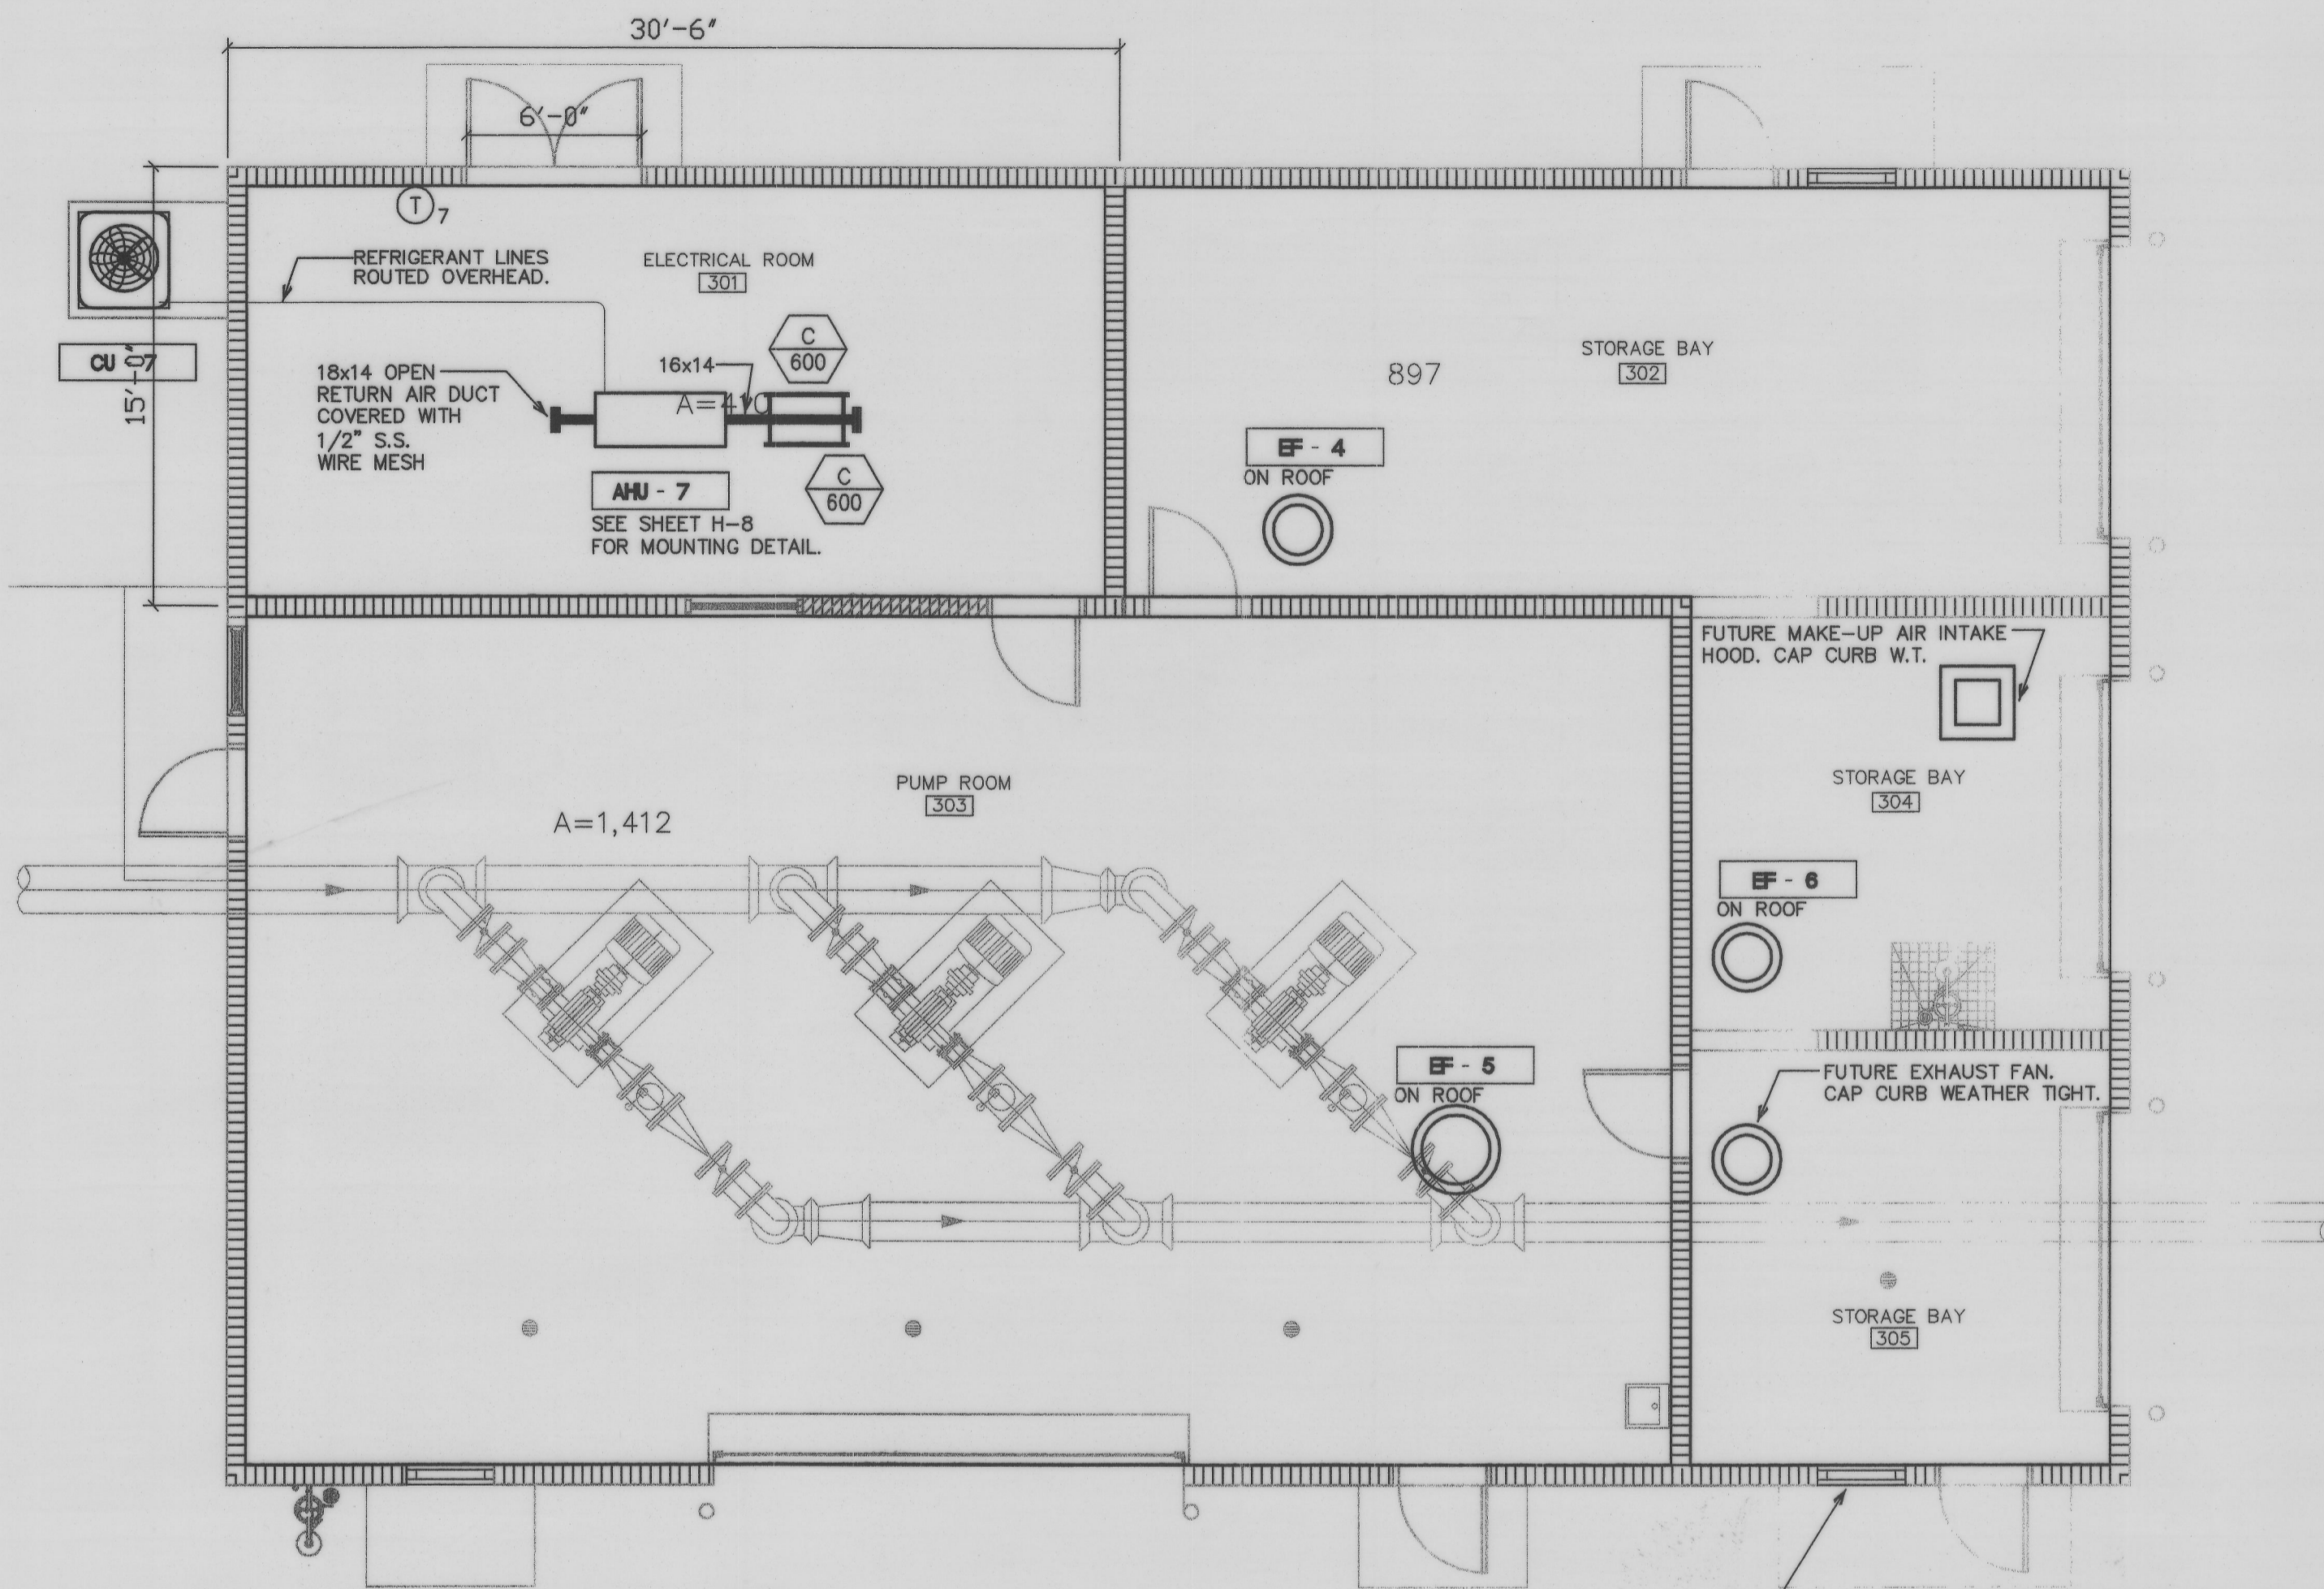 30'-6"
6'-0"
T 7
REFRIGERANT LINES
ROUTED OVERHEAD.
ELECTRICAL ROOM
301
CU - 7
15'-0"
18x14 OPEN
RETURN AIR DUCT
COVERED WITH
1/2" S.S.
WIRE MESH
16x14
C
600
A=410
AHU - 7
SEE SHEET H-8
FOR MOUNTING DETAIL.
C
600
STORAGE BAY
302
897
EF - 4
ON ROOF
FUTURE MAKE-UP AIR INTAKE
HOOD. CAP CURB W.T.
PUMP ROOM
303
A=1,412
STORAGE BAY
304
EF - 6
ON ROOF
EF - 5
ON ROOF
FUTURE EXHAUST FAN.
CAP CURB WEATHER TIGHT.
STORAGE BAY
305